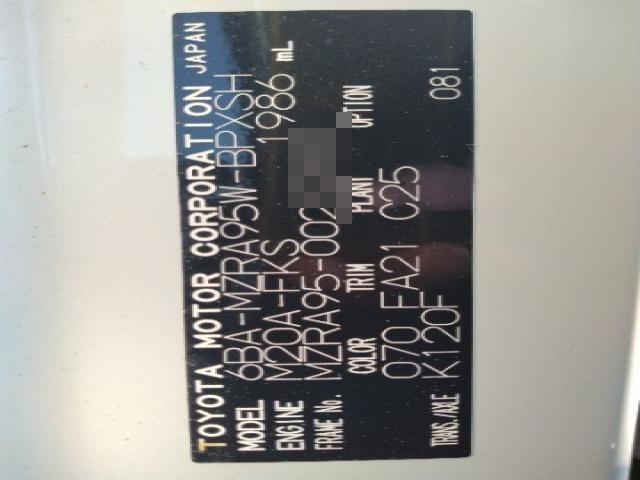 TOYOTA MOTOR CORPORATION JAPAN
MODEL 6BA-MZRA95W-BPXSH
ENGINE M20A-FKS 1986 mL
FRAME No. MZRA95-002
COLOR TRIM PLANT OPTION
070 FA21 C25
TRANS./AXLE K120F 081